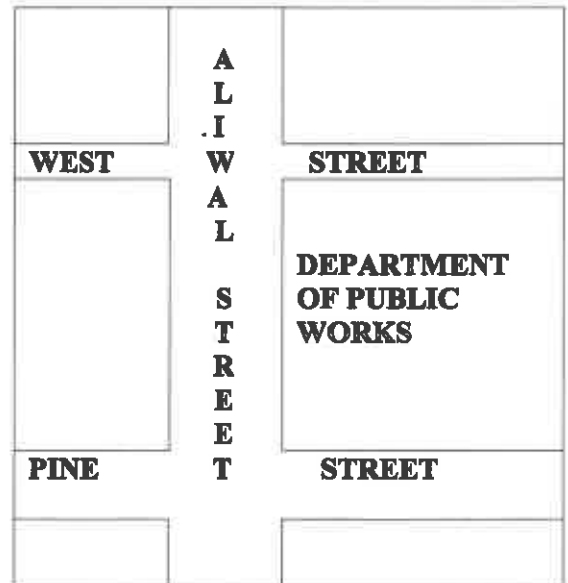 ALIWAL STREET
WEST STREET
DEPARTMENT
OF PUBLIC
WORKS
PINE STREET